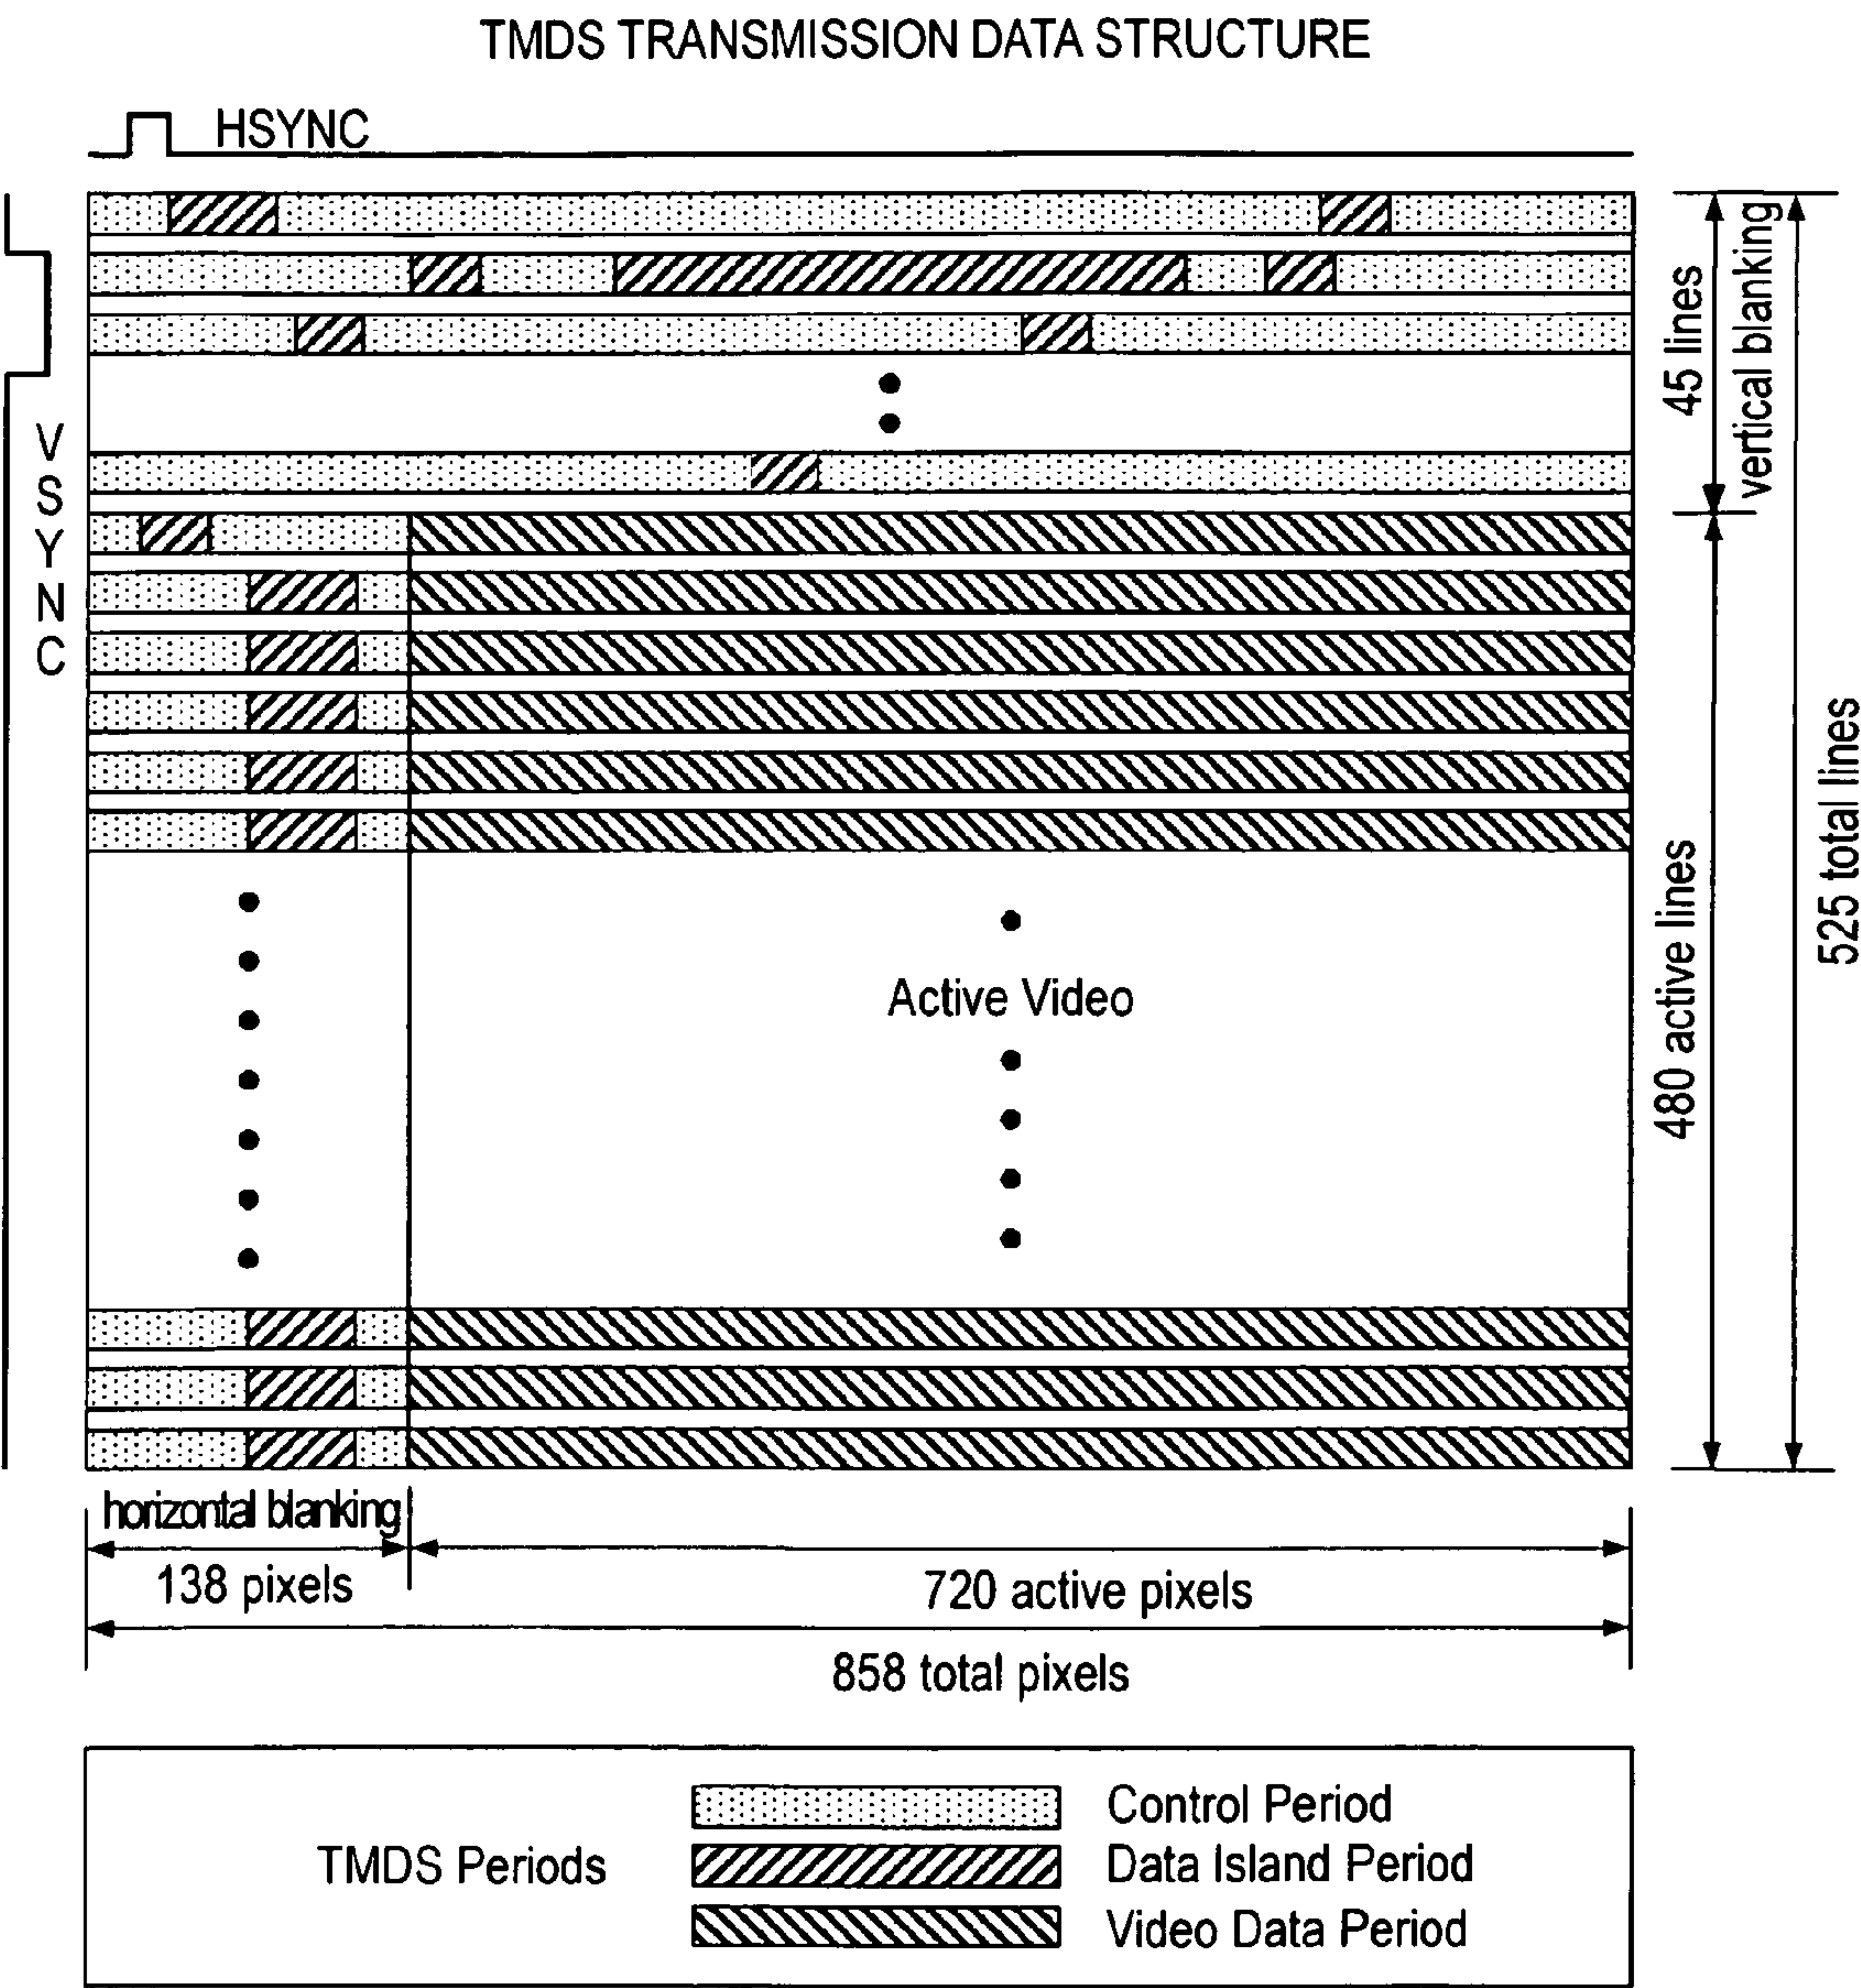 TMDS TRANSMISSION DATA STRUCTURE
HSYNC
VSYNC
45 lines
vertical blanking
480 active lines
525 total lines
Active Video
horizontal blanking
138 pixels
720 active pixels
858 total pixels
TMDS Periods
Control Period
Data Island Period
Video Data Period